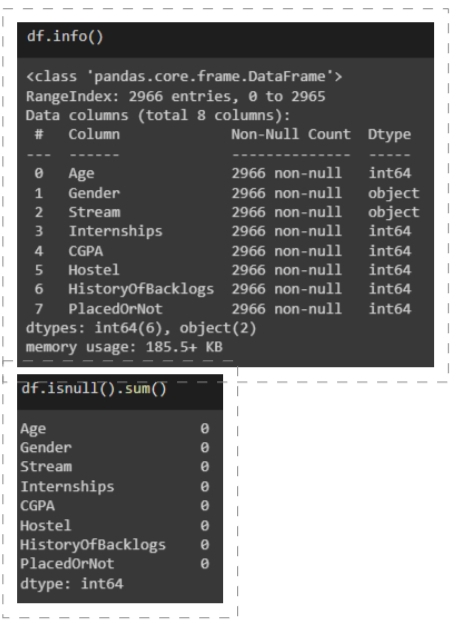 df.info()
<class 'pandas.core.frame.DataFrame'>
RangeIndex: 2966 entries, 0 to 2965
Data columns (total 8 columns):
 #   Column             Non-Null Count  Dtype
---  ------             --------------  -----
 0   Age                2966 non-null   int64
 1   Gender             2966 non-null   object
 2   Stream             2966 non-null   object
 3   Internships        2966 non-null   int64
 4   CGPA               2966 non-null   int64
 5   Hostel             2966 non-null   int64
 6   HistoryOfBacklogs  2966 non-null   int64
 7   PlacedOrNot        2966 non-null   int64
dtypes: int64(6), object(2)
memory usage: 185.5+ KB
df.isnull().sum()
Age                  0
Gender               0
Stream               0
Internships          0
CGPA                 0
Hostel               0
HistoryOfBacklogs    0
PlacedOrNot          0
dtype: int64